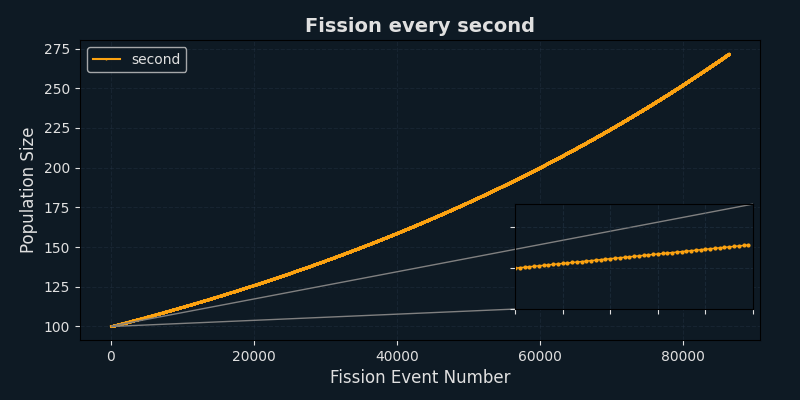 Fission every second
second
Population Size
275
250
225
200
175
150
125
100
0 20000 40000 60000 80000
Fission Event Number